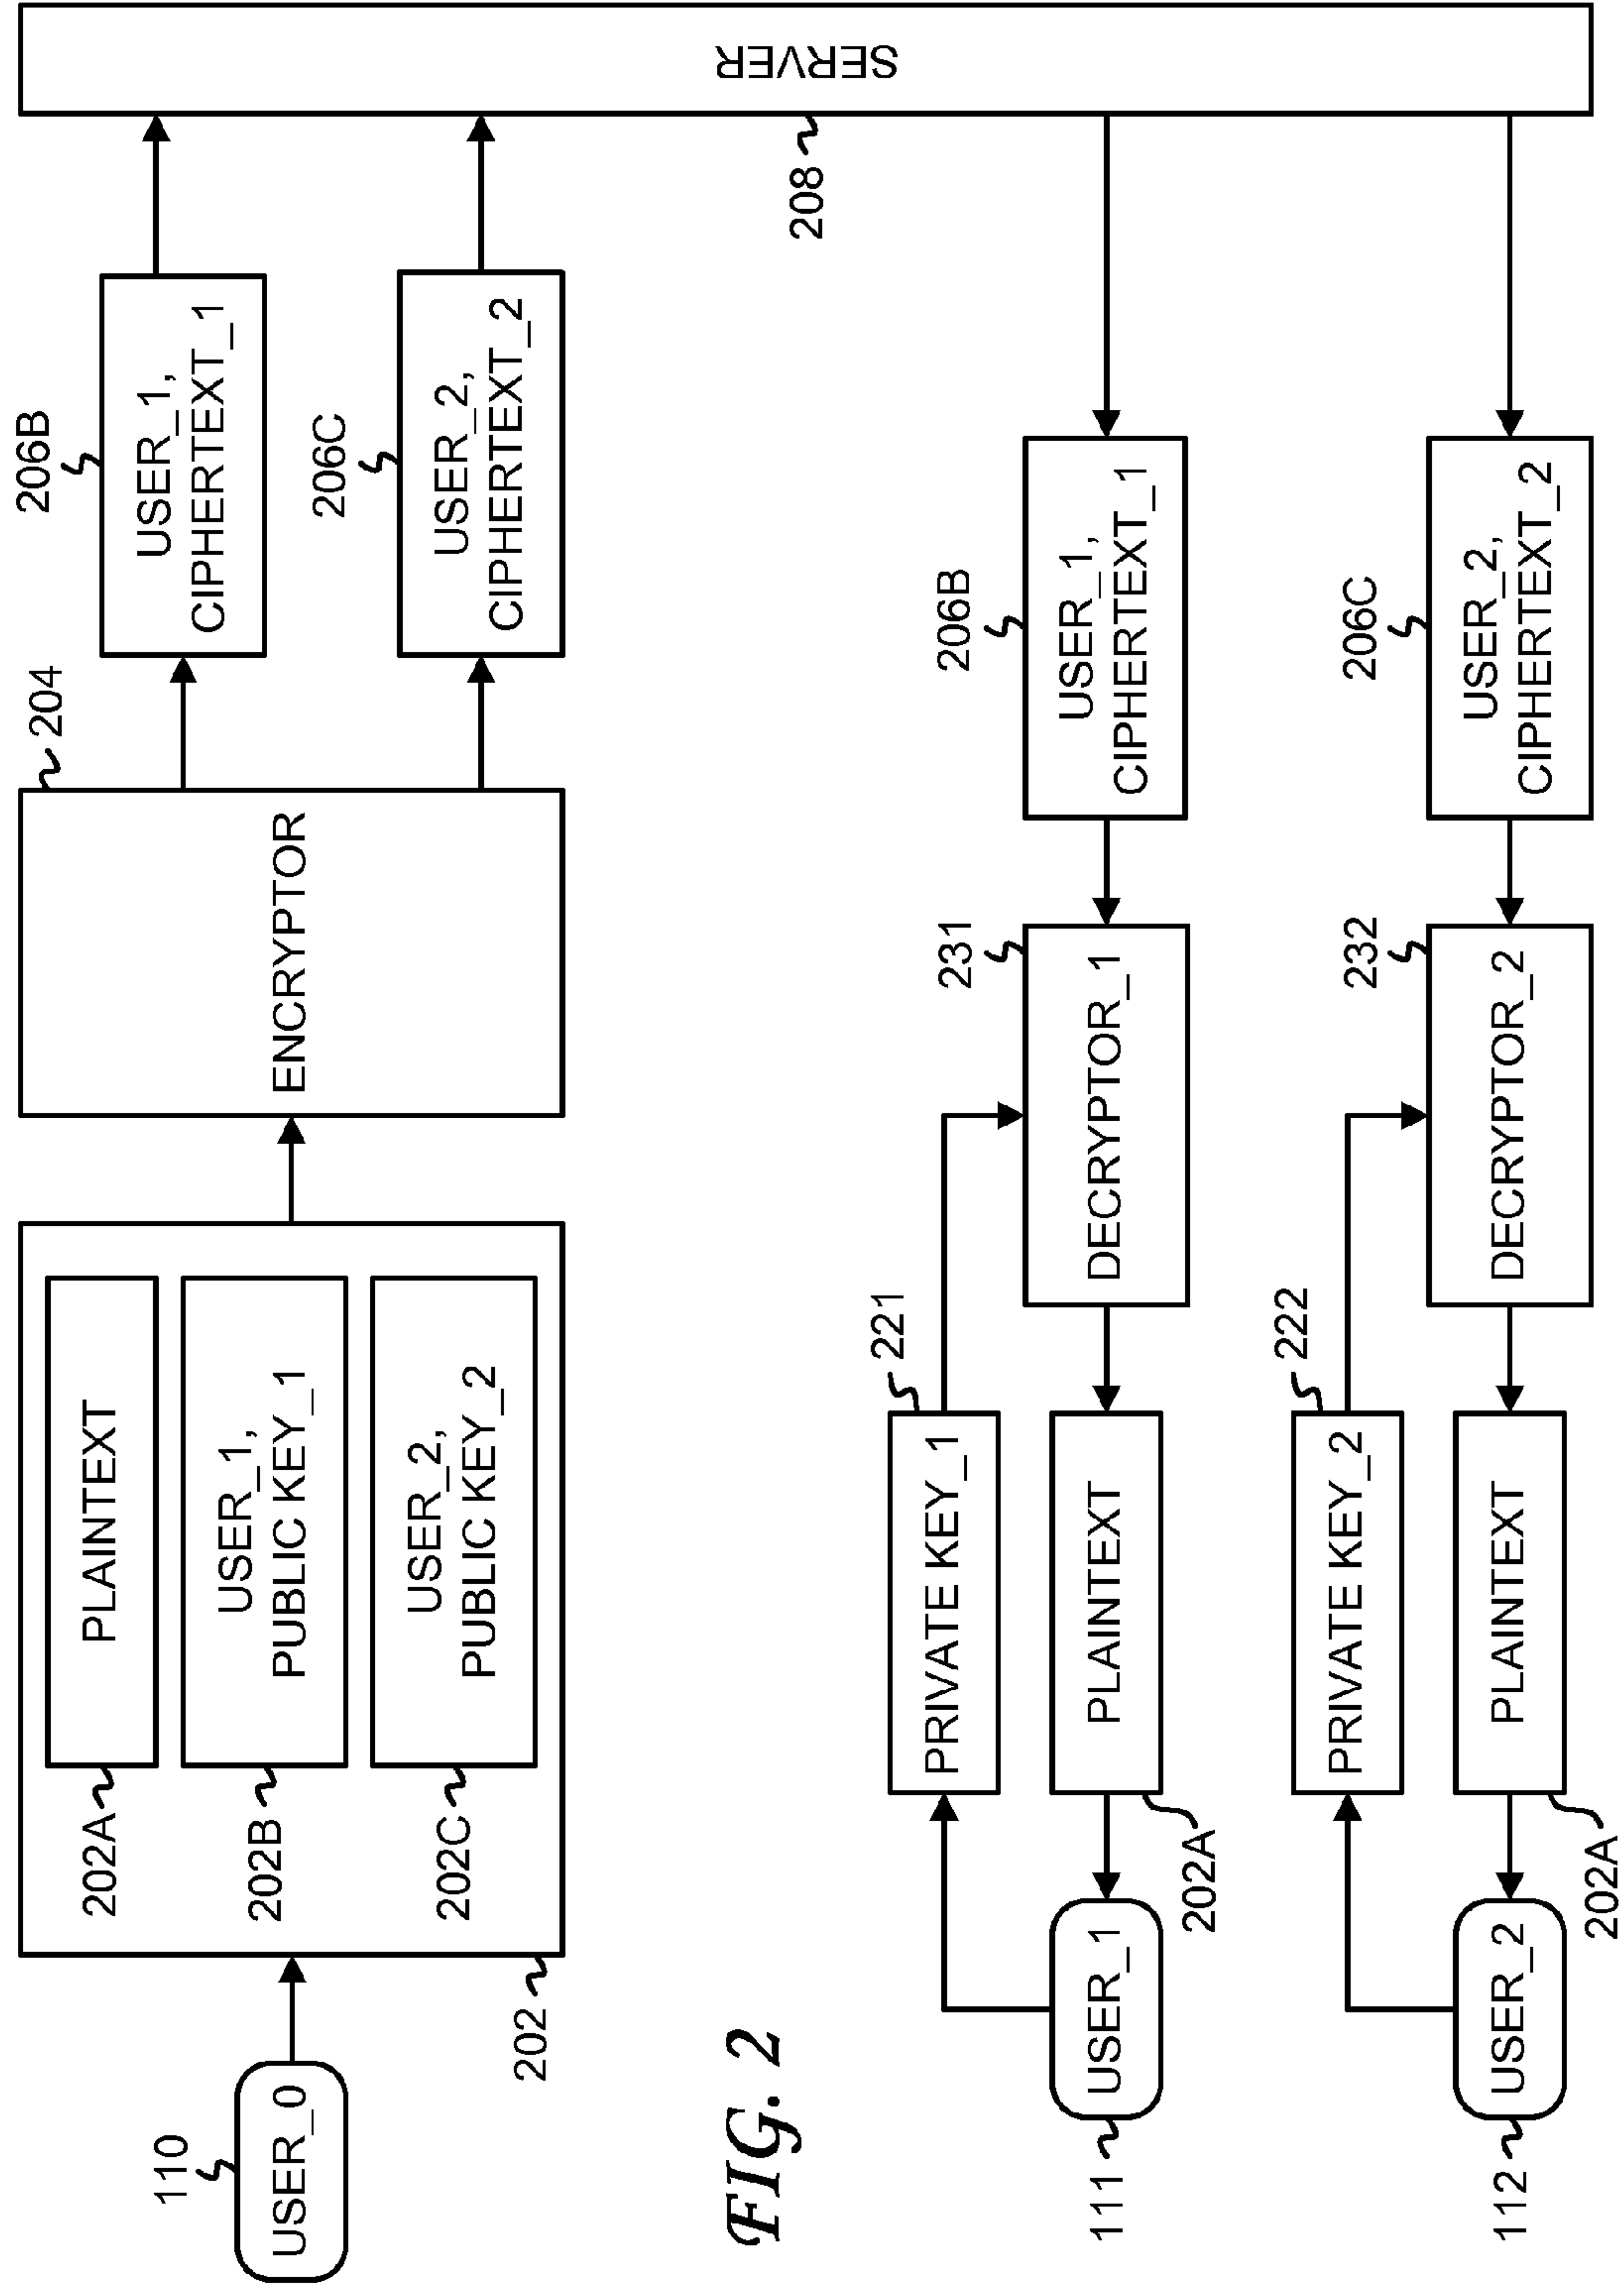 110
USER_0
202
202A
PLAINTEXT
202B
USER_1,
PUBLIC KEY_1
202C
USER_2,
PUBLIC KEY_2
204
ENCRYPTOR
206B
USER_1,
CIPHERTEXT_1
206C
USER_2,
CIPHERTEXT_2
208
SERVER
FIG. 2
111
USER_1
221
PRIVATE KEY_1
202A
PLAINTEXT
231
DECRYPTOR_1
206B
USER_1,
CIPHERTEXT_1
112
USER_2
222
PRIVATE KEY_2
202A
PLAINTEXT
232
DECRYPTOR_2
206C
USER_2,
CIPHERTEXT_2